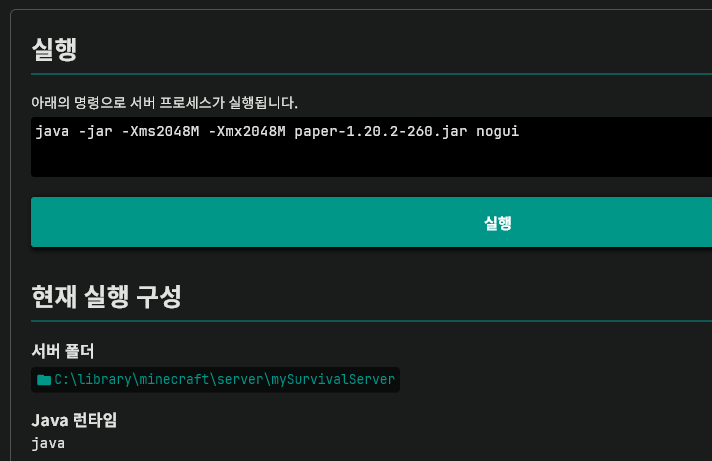 실행
아래의 명령으로 서버 프로세스가 실행됩니다.
java -jar -Xms2048M -Xmx2048M paper-1.20.2-260.jar nogui
실행
현재 실행 구성
서버 폴더
C:\library\minecraft\server\mySurvivalServer
Java 런타임
java